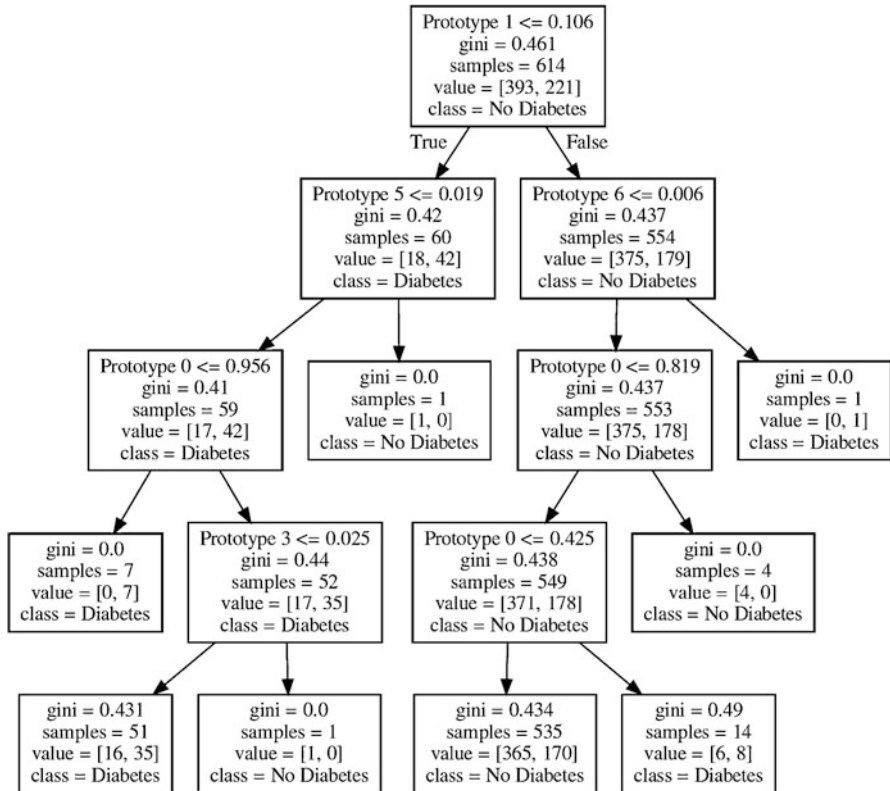 Prototype 1 <= 0.106
gini = 0.461
samples = 614
value = [393, 221]
class = No Diabetes
True
False
Prototype 5 <= 0.019
gini = 0.42
samples = 60
value = [18, 42]
class = Diabetes
Prototype 6 <= 0.006
gini = 0.437
samples = 554
value = [375, 179]
class = No Diabetes
Prototype 0 <= 0.956
gini = 0.41
samples = 59
value = [17, 42]
class = Diabetes
gini = 0.0
samples = 1
value = [1, 0]
class = No Diabetes
Prototype 0 <= 0.819
gini = 0.437
samples = 553
value = [375, 178]
class = No Diabetes
gini = 0.0
samples = 1
value = [0, 1]
class = Diabetes
gini = 0.0
samples = 7
value = [0, 7]
class = Diabetes
Prototype 3 <= 0.025
gini = 0.44
samples = 52
value = [17, 35]
class = Diabetes
Prototype 0 <= 0.425
gini = 0.438
samples = 549
value = [371, 178]
class = No Diabetes
gini = 0.0
samples = 4
value = [4, 0]
class = No Diabetes
gini = 0.431
samples = 51
value = [16, 35]
class = Diabetes
gini = 0.0
samples = 1
value = [1, 0]
class = No Diabetes
gini = 0.434
samples = 535
value = [365, 170]
class = No Diabetes
gini = 0.49
samples = 14
value = [6, 8]
class = Diabetes